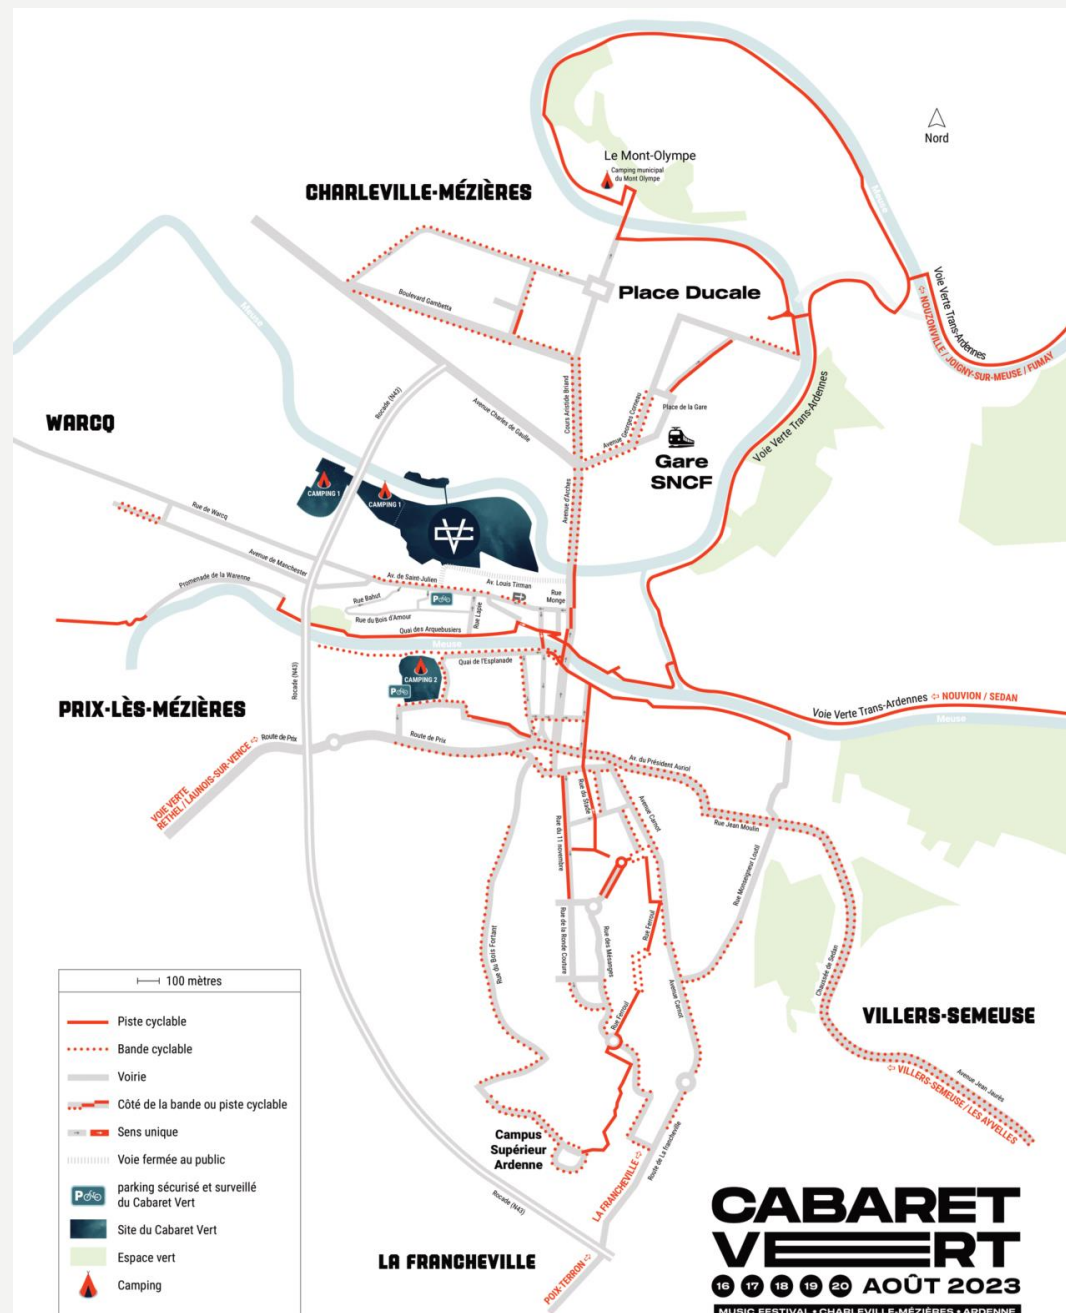 Nord
Le Mont-Olympe
Camping municipal
du Mont Olympe
CHARLEVILLE-MÉZIÈRES
Meuse
Voie Verte Trans-Ardennes
⇦ NOUZONVILLE / JOIGNY-SUR-MEUSE / FUMAY
Place Ducale
Boulevard Gambetta
Meuse
Rocade (N43)
Avenue Charles de Gaulle
Cours Aristide Briand
Avenue Georges Corneau
Place de la Gare
Voie Verte Trans-Ardennes
WARCQ
Gare
SNCF
CAMPING 1
CAMPING 1
Avenue d'Arches
Rue de Warcq
Avenue de Manchester
Promenade de la Warenne
Av. de Saint-Julien
Av. Louis Tirman
Rue
Monge
Rue Bahut
P
Rue Lapie
Rue du Bois d'Amour
Quai des Arquebusiers
Meuse
Quai de l'Esplanade
CAMPING 2
P
Rocade (N43)
PRIX-LÈS-MÉZIÈRES
Voie Verte Trans-Ardennes ⇦ NOUVION / SEDAN
Meuse
VOIE VERTE
RETHEL / LAUNOIS-SUR-VENCE ⇨
Route de Prix
Route de Prix
Av. du Président Auriol
Rue du Stade
Avenue Carnot
Rue Jean Moulin
Rue du 11 novembre
Rue Monseigneur Loutil
Rue du Bois Fortant
Rue de la Ronde Couture
Rue des Mésanges
Rue Ferroul
Avenue Carnot
Chaussée de Sedan
Rue Ferroul
VILLERS-SEMEUSE
Avenue Jean Jaurès
⇦ VILLERS-SEMEUSE / LES AYVELLES
Campus
Supérieur
Ardenne
LA FRANCHEVILLE ⇨
Route de La francheville
Rocade (N43)
LA FRANCHEVILLE
POIX-TERRON ⇨
100 mètres
Piste cyclable
Bande cyclable
Voirie
Côté de la bande ou piste cyclable
Sens unique
Voie fermée au public
P
parking sécurisé et surveillé
du Cabaret Vert
Site du Cabaret Vert
Espace vert
Camping
CABARET
VERT
16 17 18 19 20 AOÛT 2023
MUSIC FESTIVAL • CHARLEVILLE-MÉZIÈRES • ARDENNE